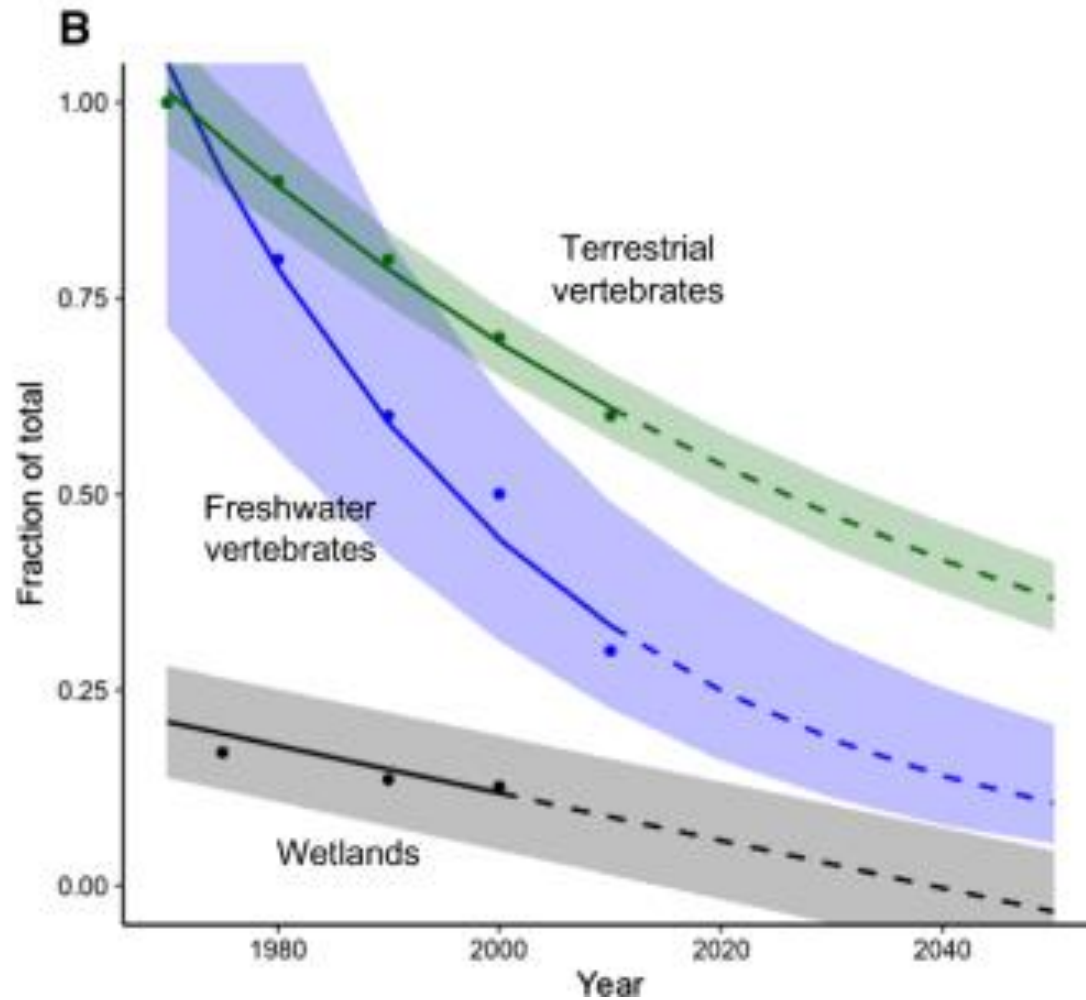 B
1.00
0.75
0.50
0.25
0.00
Fraction of total
Terrestrial
vertebrates
Freshwater
vertebrates
Wetlands
1980
2000
2020
2040
Year